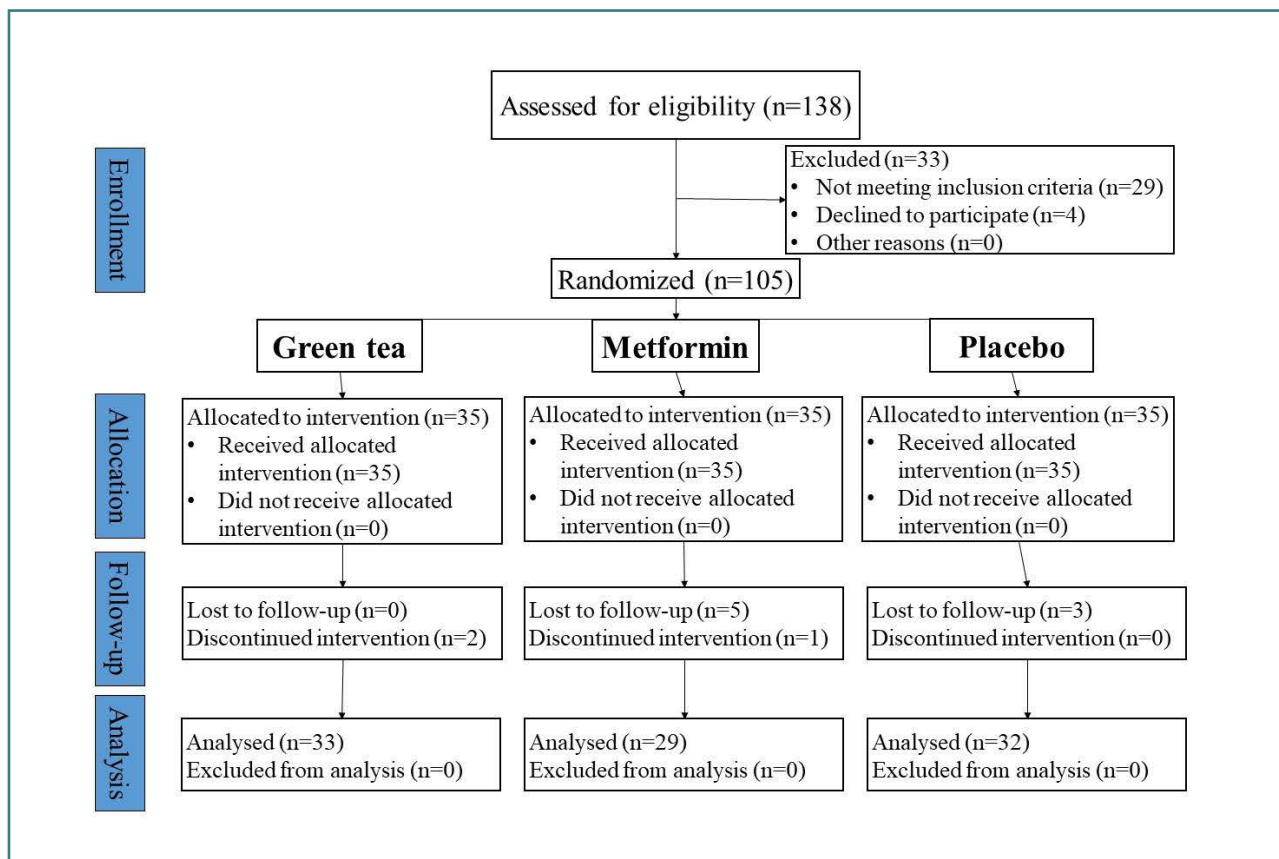 Assessed for eligibility (n=138)
Enrollment
Excluded (n=33)
• Not meeting inclusion criteria (n=29)
• Declined to participate (n=4)
• Other reasons (n=0)
Randomized (n=105)
Green tea
Metformin
Placebo
Allocation
Allocated to intervention (n=35)
• Received allocated
intervention (n=35)
• Did not receive allocated
intervention (n=0)
Allocated to intervention (n=35)
• Received allocated
intervention (n=35)
• Did not receive allocated
intervention (n=0)
Allocated to intervention (n=35)
• Received allocated
intervention (n=35)
• Did not receive allocated
intervention (n=0)
Follow-up
Lost to follow-up (n=0)
Discontinued intervention (n=2)
Lost to follow-up (n=5)
Discontinued intervention (n=1)
Lost to follow-up (n=3)
Discontinued intervention (n=0)
Analysis
Analysed (n=33)
Excluded from analysis (n=0)
Analysed (n=29)
Excluded from analysis (n=0)
Analysed (n=32)
Excluded from analysis (n=0)